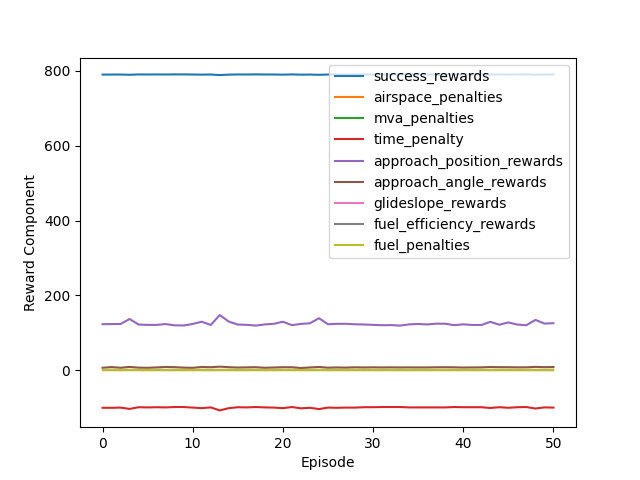 800
600
400
200
0
Reward Component
0
10
20
30
40
50
Episode
success_rewards
airspace_penalties
mva_penalties
time_penalty
approach_position_rewards
approach_angle_rewards
glideslope_rewards
fuel_efficiency_rewards
fuel_penalties